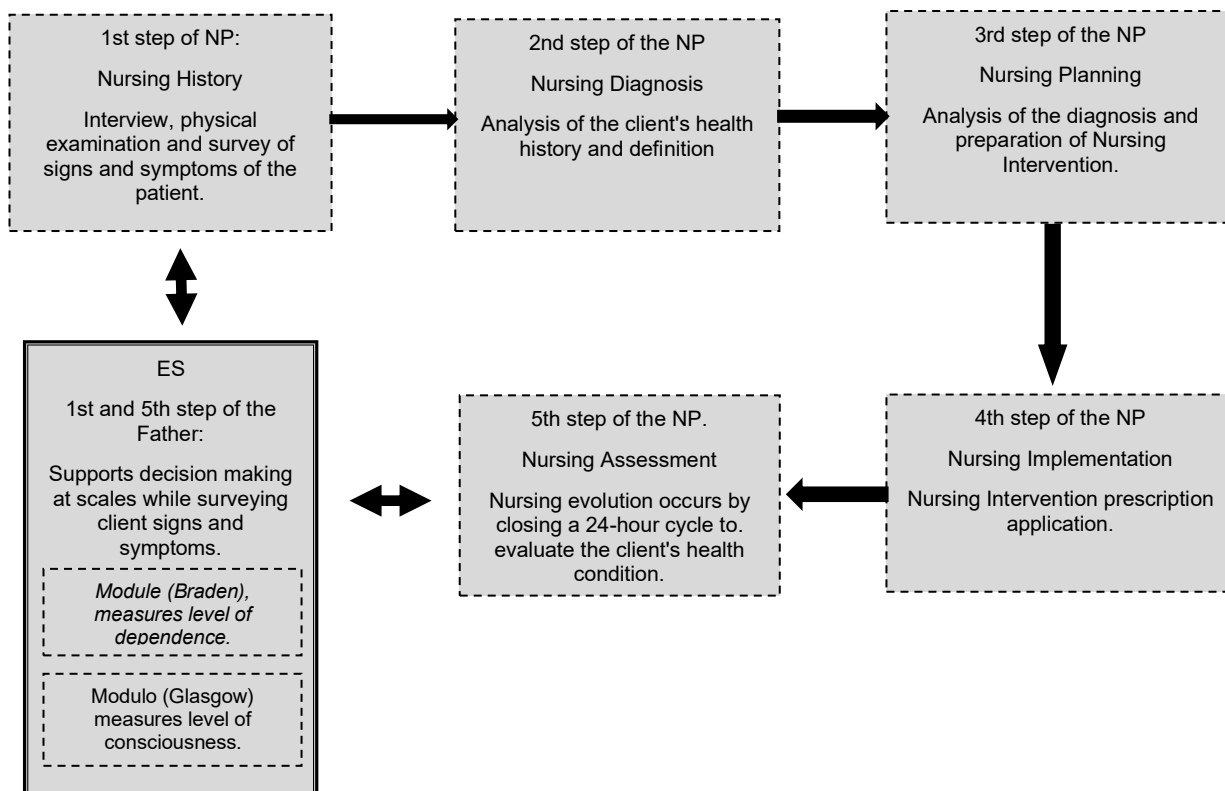 1st step of NP:
Nursing History
Interview, physical
examination and survey of
signs and symptoms of the
patient.
2nd step of the NP
Nursing Diagnosis
Analysis of the client's health
history and definition
3rd step of the NP
Nursing Planning
Analysis of the diagnosis and
preparation of Nursing
Intervention.
ES
1st and 5th step of the
Father:
Supports decision making
at scales while surveying
client signs and
symptoms.
Module (Braden),
measures level of
dependence.
Modulo (Glasgow)
measures level of
consciousness.
5th step of the NP.
Nursing Assessment
Nursing evolution occurs by
closing a 24-hour cycle to.
evaluate the client's health
condition.
4th step of the NP
Nursing Implementation
Nursing Intervention prescription
application.